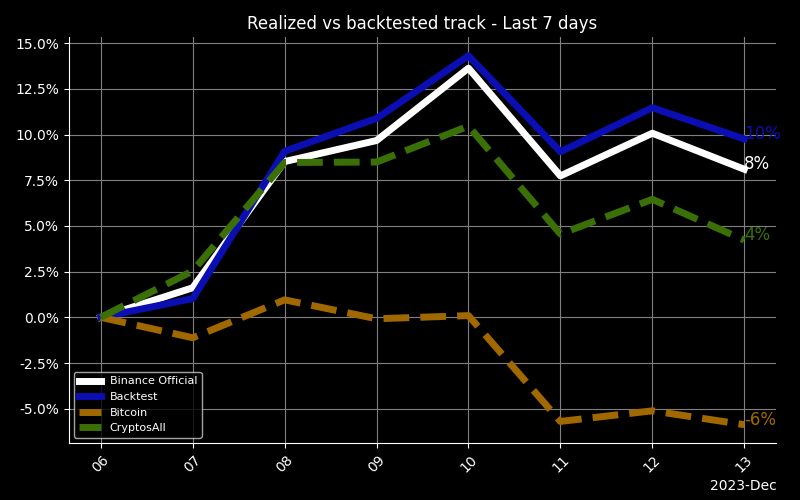 Realized vs backtested track - Last 7 days
15.0%
12.5%
10.0%
7.5%
5.0%
2.5%
0.0%
-2.5%
-5.0%
10%
8%
4%
-6%
Binance Official
Backtest
Bitcoin
CryptosAll
06 07 08 09 10 11 12 13
2023-Dec